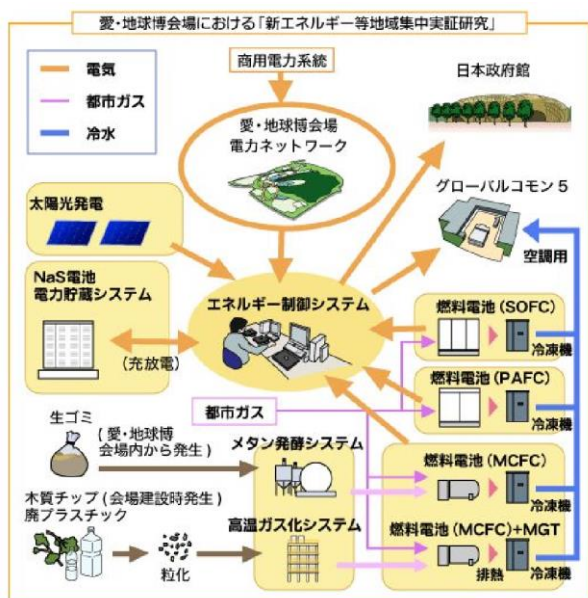 愛・地球博会場における「新エネルギー等地域集中実証研究」
電気
都市ガス
冷水
商用電力系統
愛・地球博会場
電力ネットワーク
日本政府館
グローバルコモン5
空調用
太陽光発電
NaS電池
電力貯蔵システム
(充放電)
エネルギー制御システム
燃料電池(SOFC)
冷凍機
燃料電池(PAFC)
冷凍機
都市ガス
生ゴミ
(愛・地球博
会場内から発生)
メタン発酵システム
燃料電池(MCFC)
冷凍機
木質チップ(会場建設時発生)
廃プラスチック
粒化
高温ガス化システム
燃料電池(MCFC)+MGT
排熱
冷凍機